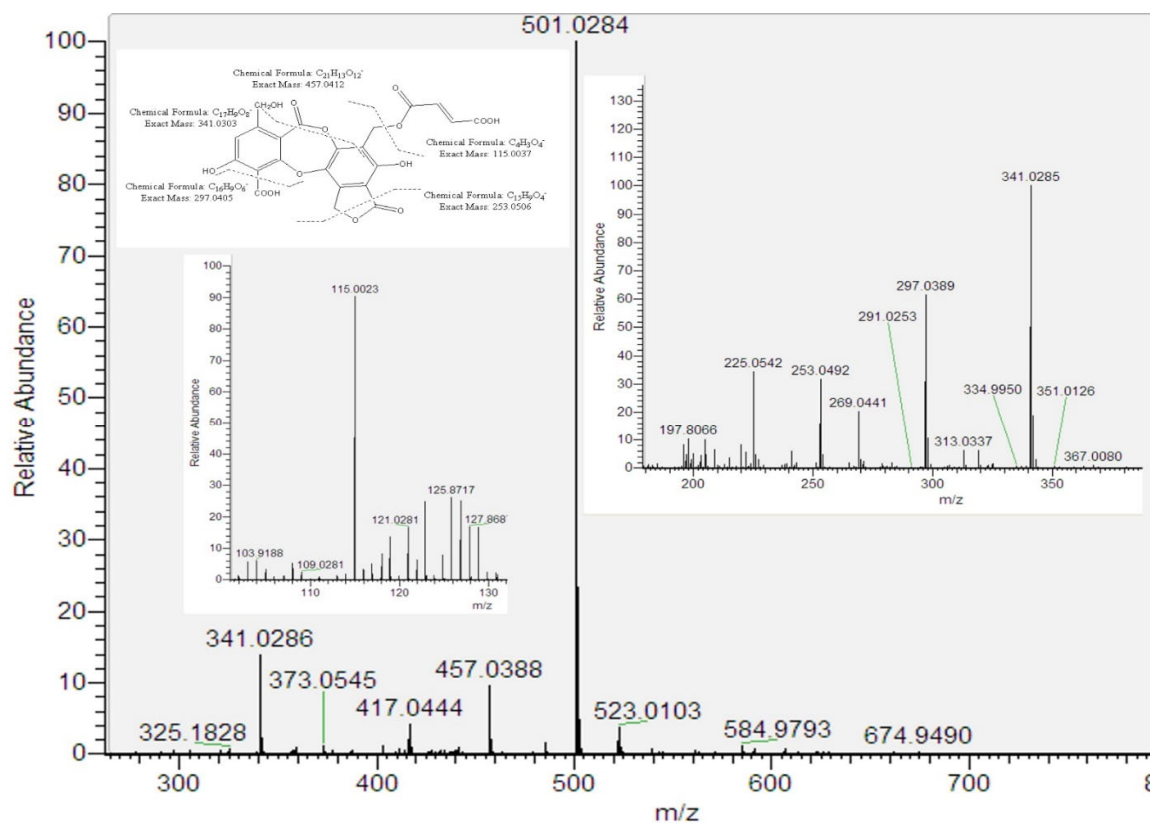 501.0284
100
90
80
70
60
50
40
30
20
10
0
Relative Abundance
300
400
500
600
700
8
m/z
341.0286
325.1828
373.0545
417.0444
457.0388
523.0103
584.9793
674.9490
Chemical Formula: C₂₁H₁₃O₁₂⁻
Exact Mass: 457.0412
Chemical Formula: C₁₇H₉O₈⁻
Exact Mass: 341.0303
CH₂OH
O
O
O
COOH
O
Chemical Formula: C₄H₃O₄⁻
Exact Mass: 115.0037
HO
O
OH
Chemical Formula: C₁₆H₉O₆⁻
Exact Mass: 297.0405
COOH
O
O
Chemical Formula: C₁₅H₉O₄⁻
Exact Mass: 253.0506
100
90
80
70
60
50
40
30
20
10
0
Relative Abundance
115.0023
125.8717
121.0281
127.868
103.9188
109.0281
110
120
130
m/z
130
120
110
100
90
80
70
60
50
40
30
20
10
0
Relative Abundance
341.0285
297.0389
291.0253
225.0542
253.0492
269.0441
334.9950
351.0126
197.8066
313.0337
367.0080
200
250
300
350
m/z